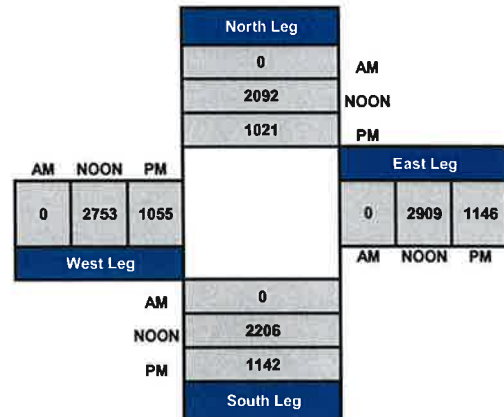 North Leg
0 AM
2092 NOON
1021 PM
AM NOON PM
East Leg
0 2753 1055
0 2909 1146
West Leg
AM NOON PM
AM 0
NOON 2206
PM 1142
South Leg